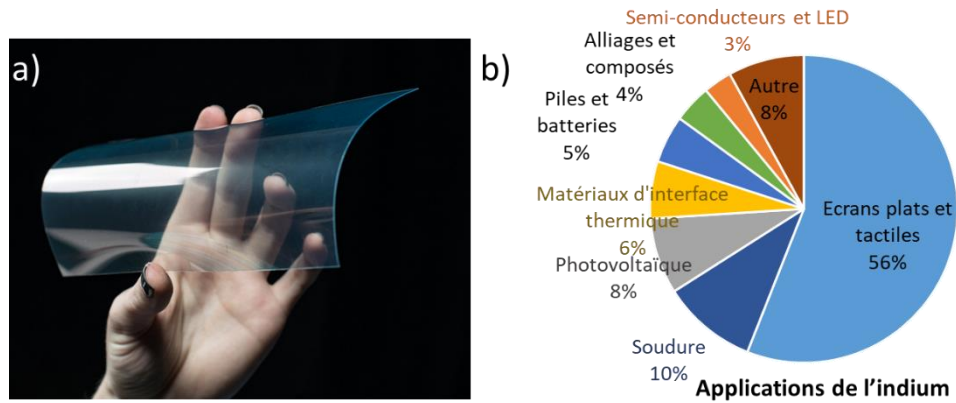 a)
b)
Semi-conducteurs et LED
3%
Alliages et
composés
4%
Autre
8%
Piles et
batteries
5%
Matériaux d'interface
thermique
6%
Ecrans plats et
tactiles
56%
Photovoltaïque
8%
Soudure
10%
Applications de l'indium